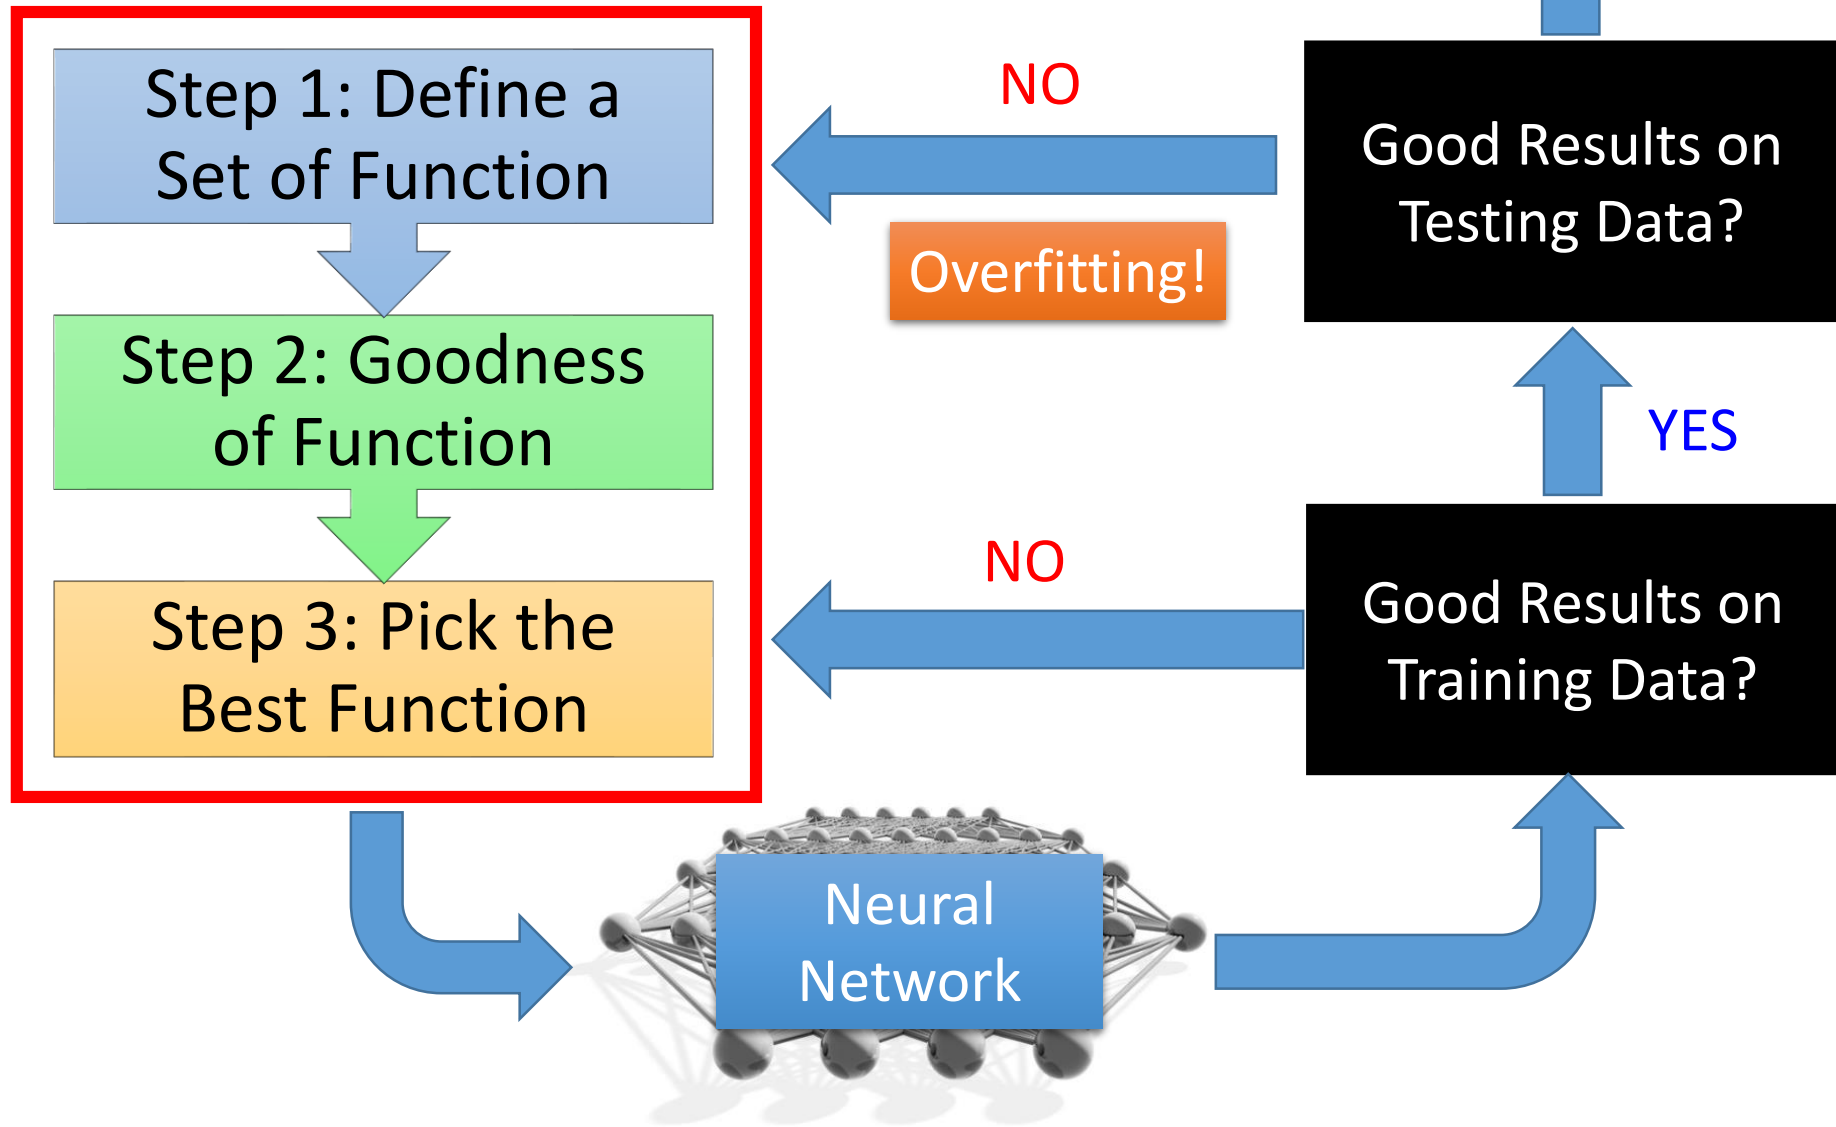 Step 1: Define a
Set of Function
Step 2: Goodness
of Function
Step 3: Pick the
Best Function
NO
Overfitting!
NO
Good Results on
Testing Data?
YES
Good Results on
Training Data?
Neural
Network